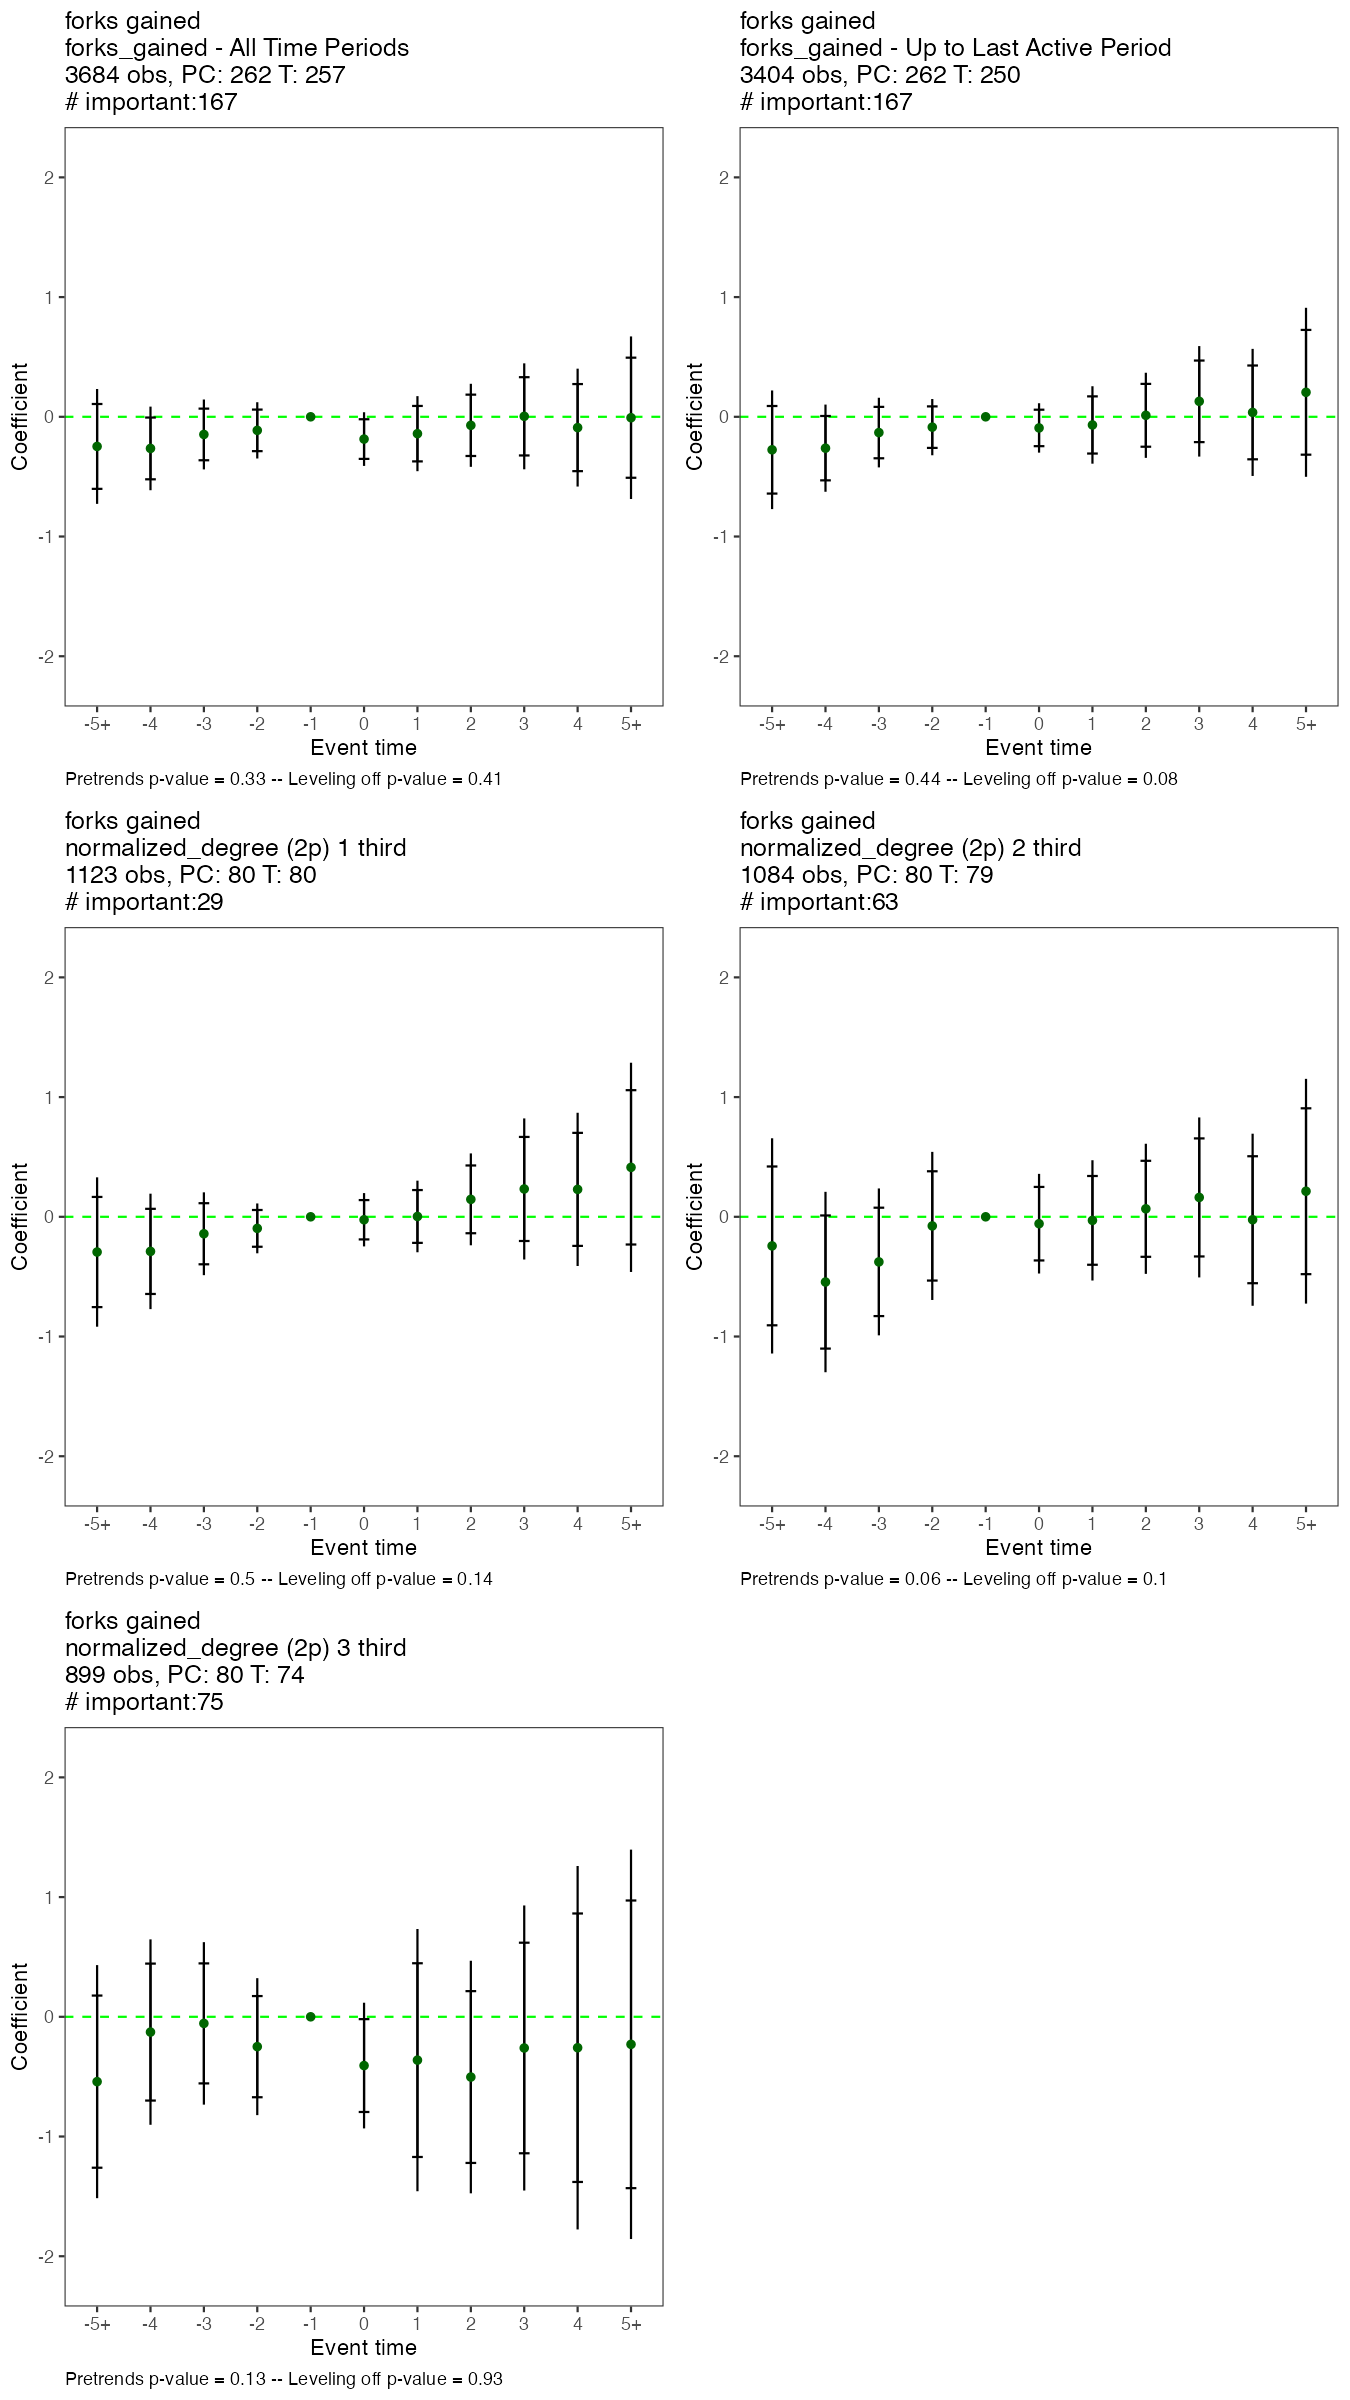 forks gained
forks_gained - All Time Periods
3684 obs, PC: 262 T: 257
# important:167
2
1
0
-1
-2
Coefficient
-5+ -4 -3 -2 -1 0 1 2 3 4 5+
Event time
Pretrends p-value = 0.33 -- Leveling off p-value = 0.41
forks gained
forks_gained - Up to Last Active Period
3404 obs, PC: 262 T: 250
# important:167
2
1
0
-1
-2
Coefficient
-5+ -4 -3 -2 -1 0 1 2 3 4 5+
Event time
Pretrends p-value = 0.44 -- Leveling off p-value = 0.08
forks gained
normalized_degree (2p) 1 third
1123 obs, PC: 80 T: 80
# important:29
2
1
0
-1
-2
Coefficient
-5+ -4 -3 -2 -1 0 1 2 3 4 5+
Event time
Pretrends p-value = 0.5 -- Leveling off p-value = 0.14
forks gained
normalized_degree (2p) 2 third
1084 obs, PC: 80 T: 79
# important:63
2
1
0
-1
-2
Coefficient
-5+ -4 -3 -2 -1 0 1 2 3 4 5+
Event time
Pretrends p-value = 0.06 -- Leveling off p-value = 0.1
forks gained
normalized_degree (2p) 3 third
899 obs, PC: 80 T: 74
# important:75
2
1
0
-1
-2
Coefficient
-5+ -4 -3 -2 -1 0 1 2 3 4 5+
Event time
Pretrends p-value = 0.13 -- Leveling off p-value = 0.93